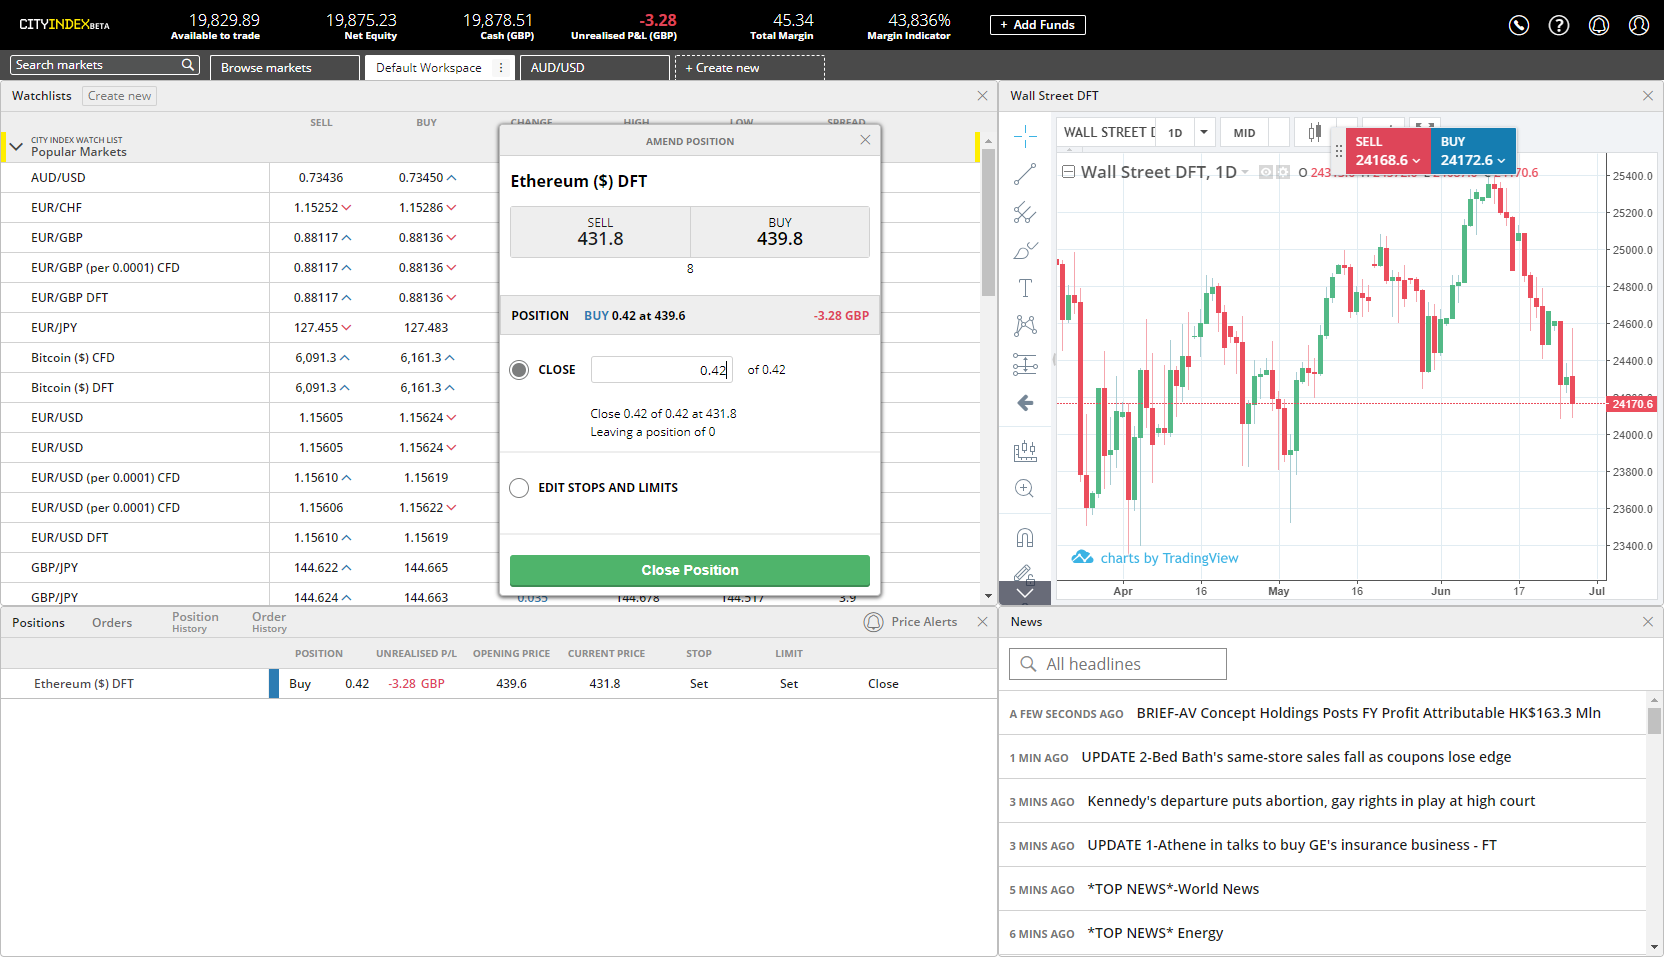 CITYINDEXBETA
19,829.89
Available to trade
19,875.23
Net Equity
19,878.51
Cash (GBP)
-3.28
Unrealised P&L (GBP)
45.34
Total Margin
43,836%
Margin Indicator
+ Add Funds
Search markets
Browse markets
Default Workspace
AUD/USD
+ Create new
Watchlists Create new
SELL BUY CHANGE HIGH LOW SPREAD
CITY INDEX WATCH LIST
Popular Markets
AUD/USD 0.73436 0.73450
EUR/CHF 1.15252 1.15286
EUR/GBP 0.88117 0.88136
EUR/GBP (per 0.0001) CFD 0.88117 0.88136
EUR/GBP DFT 0.88117 0.88136
EUR/JPY 127.455 127.483
Bitcoin ($) CFD 6,091.3 6,161.3
Bitcoin ($) DFT 6,091.3 6,161.3
EUR/USD 1.15605 1.15624
EUR/USD 1.15605 1.15624
EUR/USD (per 0.0001) CFD 1.15610 1.15619
EUR/USD (per 0.0001) CFD 1.15606 1.15622
EUR/USD DFT 1.15610 1.15619
GBP/JPY 144.622 144.665
GBP/JPY 144.624 144.663 0.035 144.678 144.517 3.9
AMEND POSITION
Ethereum ($) DFT
SELL
431.8
BUY
439.8
8
POSITION BUY 0.42 at 439.6 -3.28 GBP
CLOSE 0.42 of 0.42
Close 0.42 of 0.42 at 431.8
Leaving a position of 0
EDIT STOPS AND LIMITS
Close Position
Wall Street DFT
WALL STREET D 1D MID
SELL
24168.6
BUY
24172.6
Wall Street DFT, 1D O
25400.0
25200.0
25000.0
24800.0
24600.0
24400.0
24170.6
24000.0
23800.0
23600.0
23400.0
charts by TradingView
Apr 16 May 16 Jun 17 Jul
Positions Orders Position History Order History Price Alerts
POSITION UNREALISED P/L OPENING PRICE CURRENT PRICE STOP LIMIT
Ethereum ($) DFT Buy 0.42 -3.28 GBP 439.6 431.8 Set Set Close
News
All headlines
A FEW SECONDS AGO BRIEF-AV Concept Holdings Posts FY Profit Attributable HK$163.3 Mln
1 MIN AGO UPDATE 2-Bed Bath's same-store sales fall as coupons lose edge
3 MINS AGO Kennedy's departure puts abortion, gay rights in play at high court
3 MINS AGO UPDATE 1-Athene in talks to buy GE's insurance business - FT
5 MINS AGO *TOP NEWS*-World News
6 MINS AGO *TOP NEWS* Energy